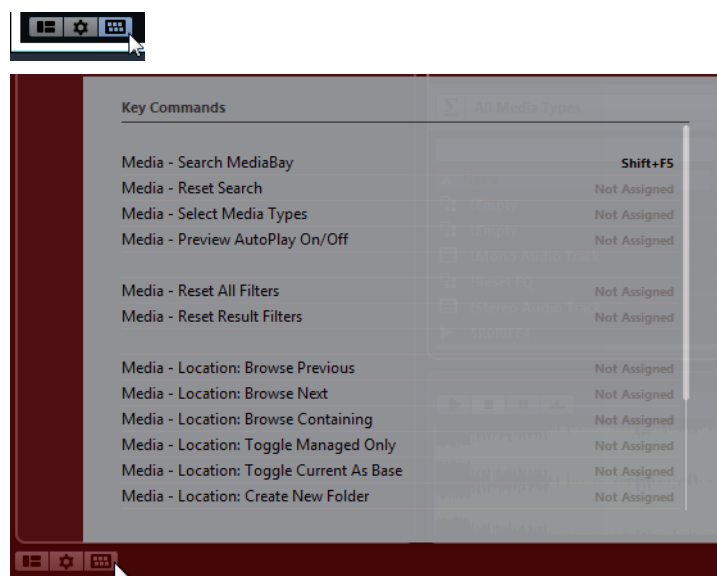 Key Commands
All Media Types
Media - Search MediaBay Shift+F5
Media - Reset Search Not Assigned
Media - Select Media Types Not Assigned
Media - Preview AutoPlay On/Off Not Assigned
Media - Reset All Filters Not Assigned
Media - Reset Result Filters Not Assigned
Media - Location: Browse Previous Not Assigned
Media - Location: Browse Next Not Assigned
Media - Location: Browse Containing Not Assigned
Media - Location: Toggle Managed Only Not Assigned
Media - Location: Toggle Current As Base Not Assigned
Media - Location: Create New Folder Not Assigned